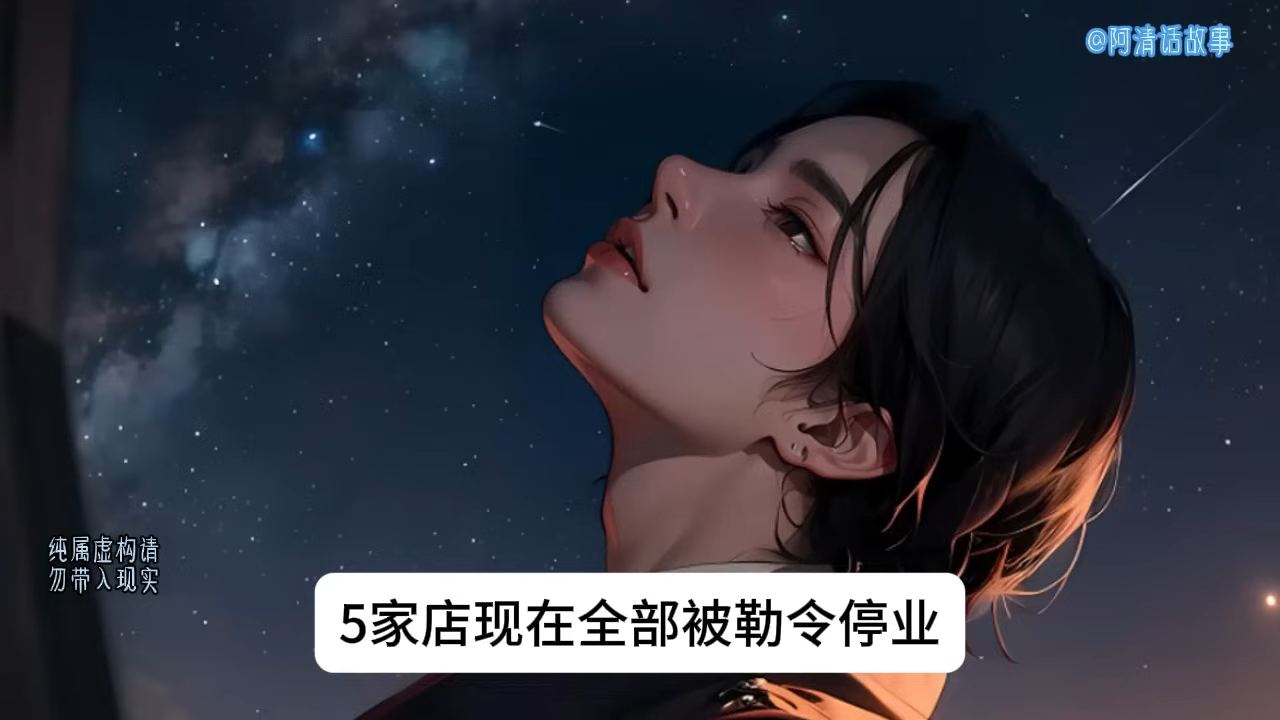 @阿清话故事
纯属虚构请
勿带入现实
5家店现在全部被勒令停业